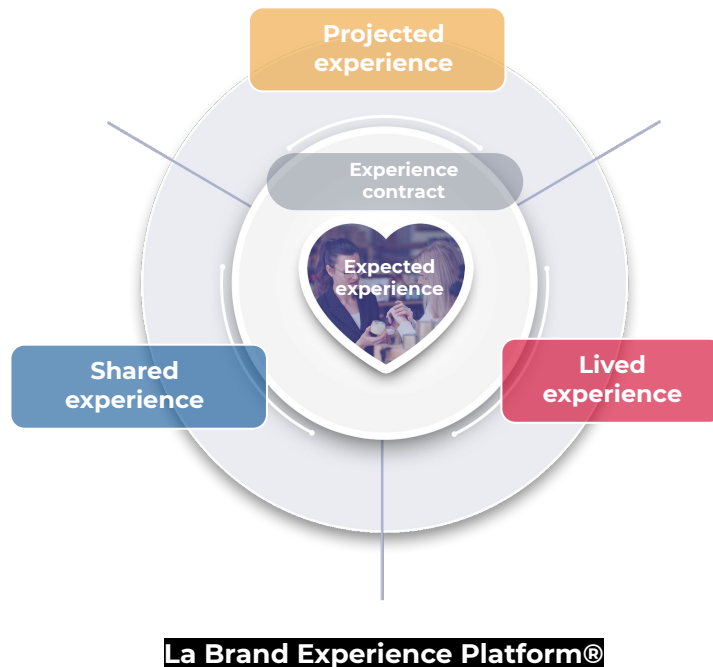 Projected
experience
Experience
contract
Expected
experience
Shared
experience
Lived
experience
La Brand Experience Platform®